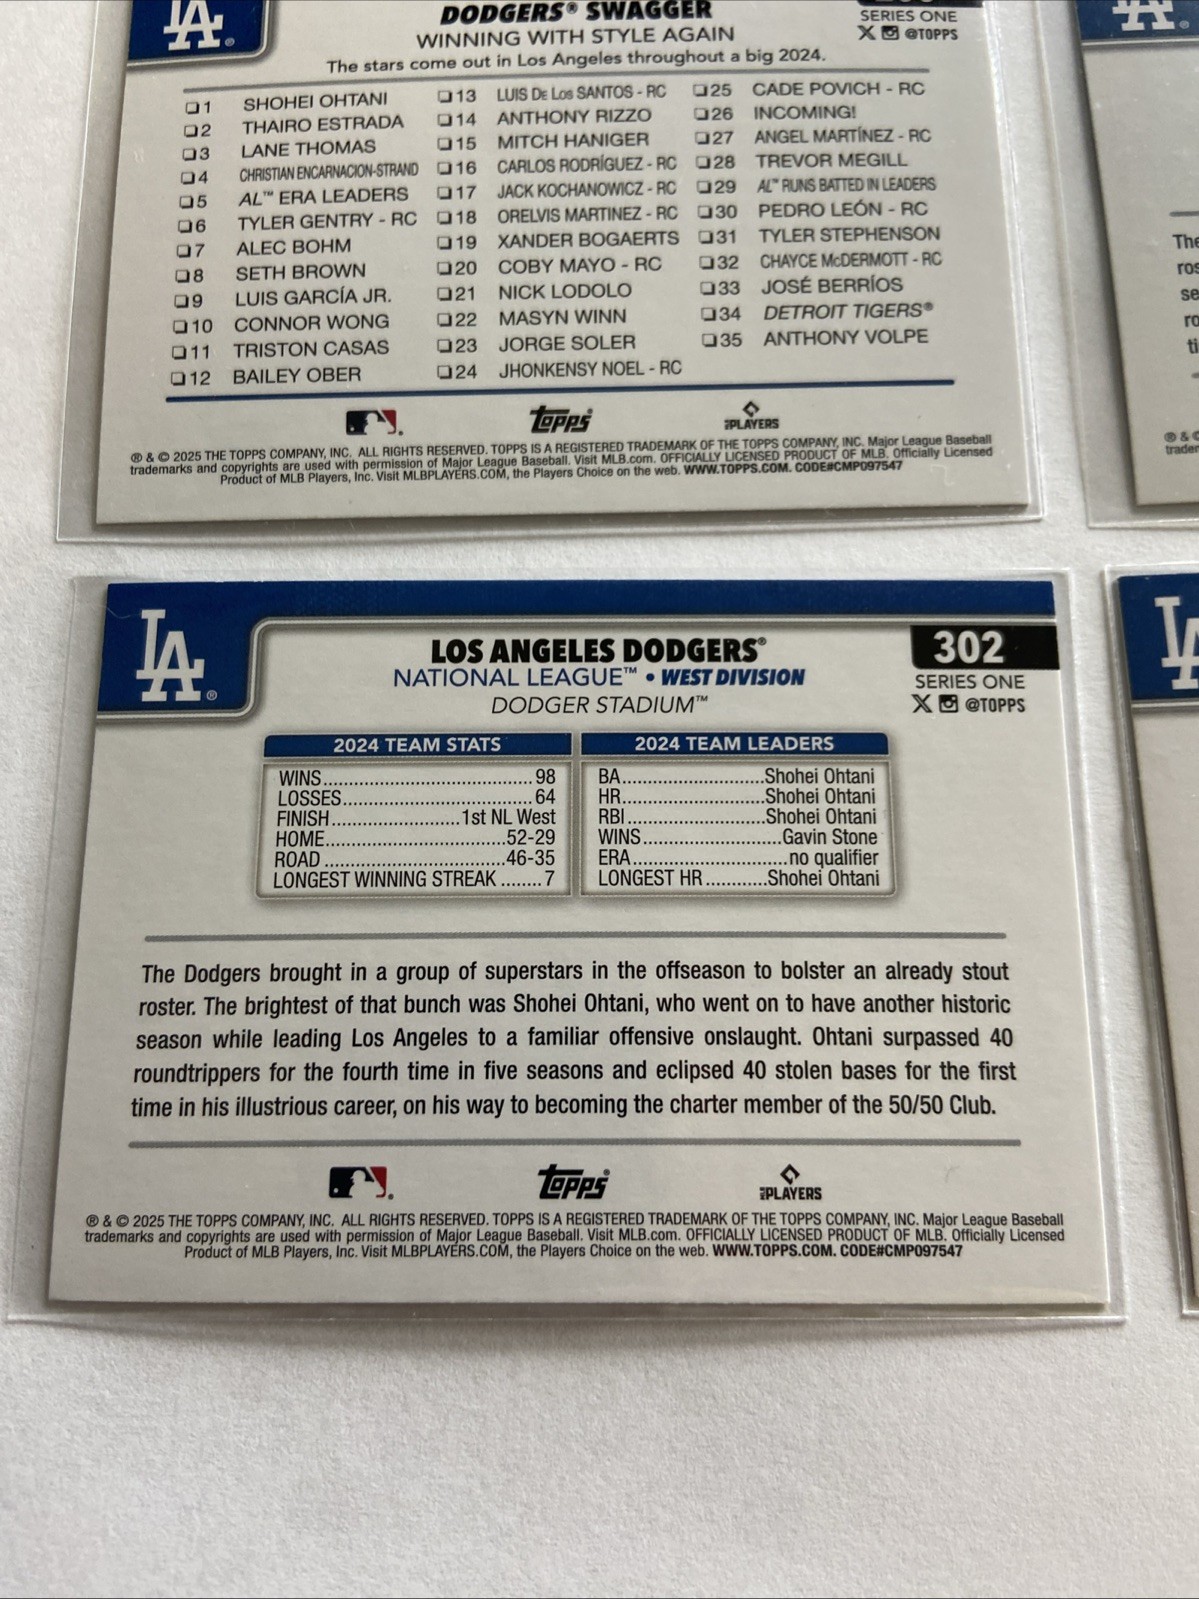 DODGERS® SWAGGER
WINNING WITH STYLE AGAIN
The stars come out in Los Angeles throughout a big 2024.
SERIES ONE
@TOPPS
1 SHOHEI OHTANI
2 THAIRO ESTRADA
3 LANE THOMAS
4 CHRISTIAN ENCARNACION-STRAND
5 AL™ ERA LEADERS
6 TYLER GENTRY - RC
7 ALEC BOHM
8 SETH BROWN
9 LUIS GARCÍA JR.
10 CONNOR WONG
11 TRISTON CASAS
12 BAILEY OBER
13 LUIS De Los SANTOS - RC
14 ANTHONY RIZZO
15 MITCH HANIGER
16 CARLOS RODRÍGUEZ - RC
17 JACK KOCHANOWICZ - RC
18 ORELVIS MARTINEZ - RC
19 XANDER BOGAERTS
20 COBY MAYO - RC
21 NICK LODOLO
22 MASYN WINN
23 JORGE SOLER
24 JHONKENSY NOEL - RC
25 CADE POVICH - RC
26 INCOMING!
27 ANGEL MARTÍNEZ - RC
28 TREVOR MEGILL
29 AL™ RUNS BATTED IN LEADERS
30 PEDRO LEÓN - RC
31 TYLER STEPHENSON
32 CHAYCE McDERMOTT - RC
33 JOSÉ BERRÍOS
34 DETROIT TIGERS®
35 ANTHONY VOLPE
Topps
PLAYERS
® & © 2025 THE TOPPS COMPANY, INC. ALL RIGHTS RESERVED. TOPPS IS A REGISTERED TRADEMARK OF THE TOPPS COMPANY, INC. Major League Baseball
trademarks and copyrights are used with permission of Major League Baseball. Visit MLB.com. OFFICIALLY LICENSED PRODUCT OF MLB. Officially Licensed
Product of MLB Players, Inc. Visit MLBPLAYERS.COM, the Players Choice on the web. WWW.TOPPS.COM. CODE#CMP097547
LA®
LOS ANGELES DODGERS®
NATIONAL LEAGUE™ • WEST DIVISION
DODGER STADIUM™
302
SERIES ONE
@TOPPS
2024 TEAM STATS
WINS 98
LOSSES 64
FINISH 1st NL West
HOME 52-29
ROAD 46-35
LONGEST WINNING STREAK 7
2024 TEAM LEADERS
BA Shohei Ohtani
HR Shohei Ohtani
RBI Shohei Ohtani
WINS Gavin Stone
ERA no qualifier
LONGEST HR Shohei Ohtani
The Dodgers brought in a group of superstars in the offseason to bolster an already stout
roster. The brightest of that bunch was Shohei Ohtani, who went on to have another historic
season while leading Los Angeles to a familiar offensive onslaught. Ohtani surpassed 40
roundtrippers for the fourth time in five seasons and eclipsed 40 stolen bases for the first
time in his illustrious career, on his way to becoming the charter member of the 50/50 Club.
Topps
PLAYERS
® & © 2025 THE TOPPS COMPANY, INC. ALL RIGHTS RESERVED. TOPPS IS A REGISTERED TRADEMARK OF THE TOPPS COMPANY, INC. Major League Baseball
trademarks and copyrights are used with permission of Major League Baseball. Visit MLB.com. OFFICIALLY LICENSED PRODUCT OF MLB. Officially Licensed
Product of MLB Players, Inc. Visit MLBPLAYERS.COM, the Players Choice on the web. WWW.TOPPS.COM. CODE#CMP097547